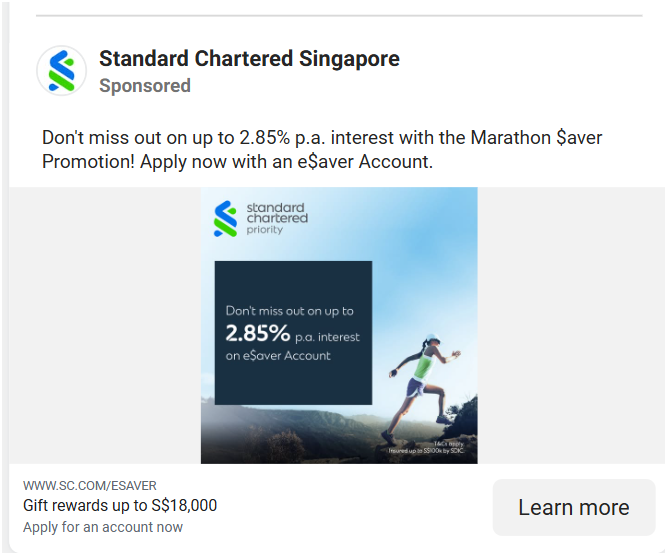 Standard Chartered Singapore
Sponsored
Don't miss out on up to 2.85% p.a. interest with the Marathon $aver
Promotion! Apply now with an e$aver Account.
standard
chartered
priority
Don't miss out on up to
2.85% p.a. interest
on e$aver Account
T&Cs apply.
Insured up to S$100k by SDIC.
WWW.SC.COM/ESAVER
Gift rewards up to S$18,000
Apply for an account now
Learn more